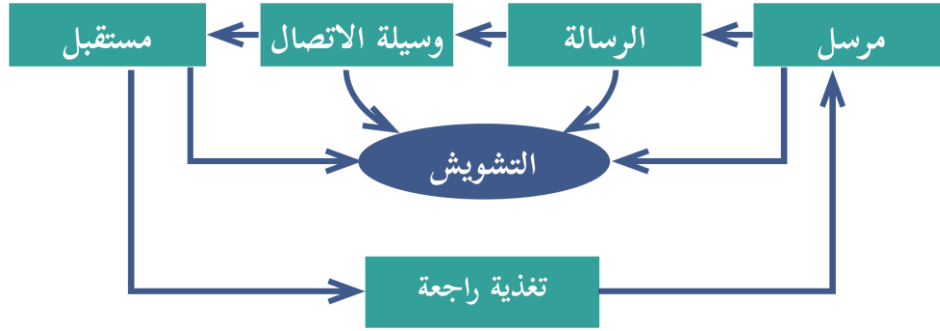 مرسل
الرسالة
وسيلة الاتصال
مستقبل
التشويش
تغذية راجعة